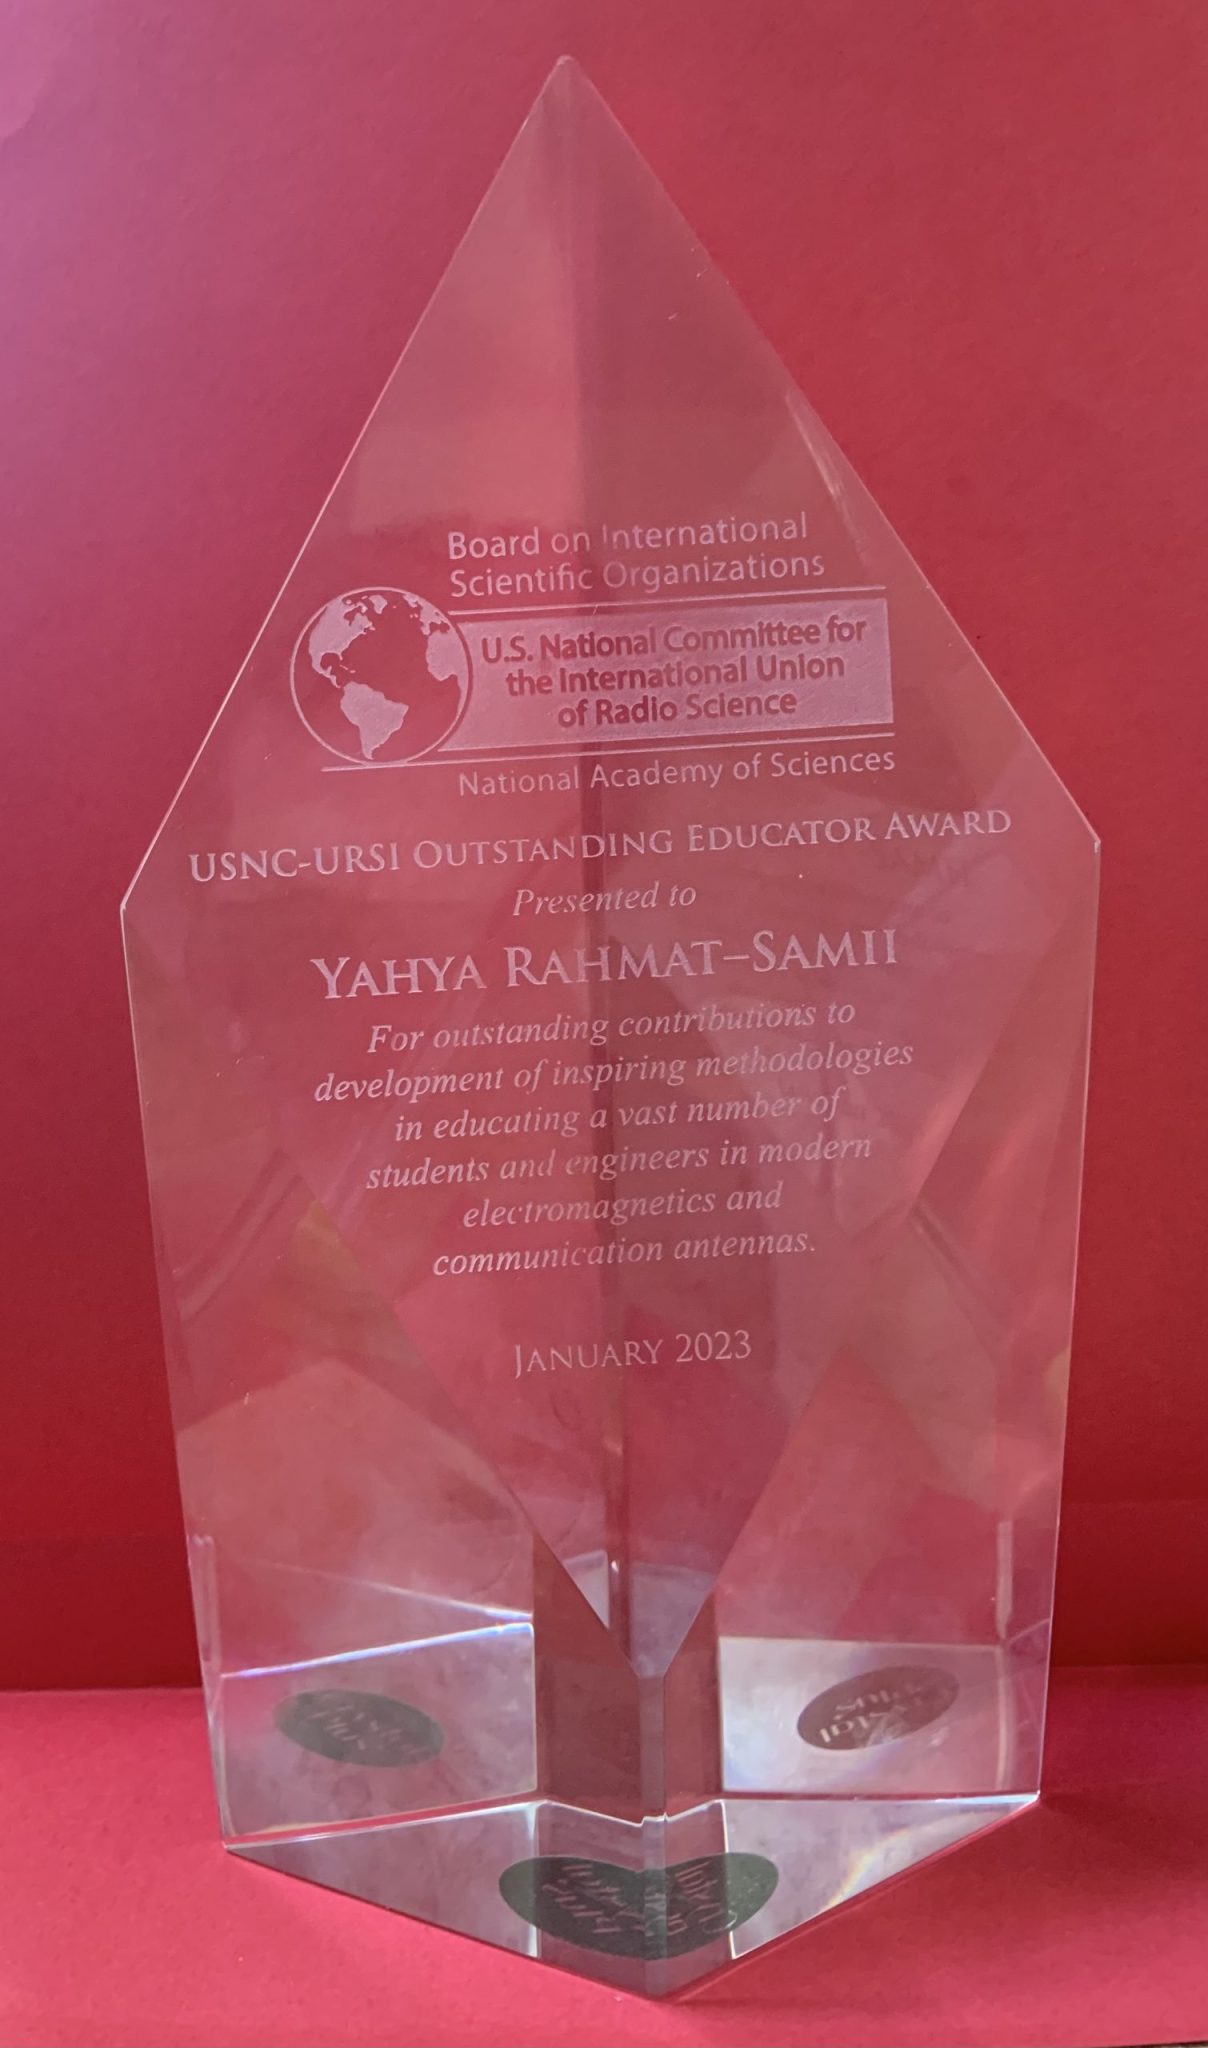 Board on International
Scientific Organizations
U.S. National Committee for
the International Union
of Radio Science
National Academy of Sciences
USNC-URSI OUTSTANDING EDUCATOR AWARD
Presented to
YAHYA RAHMAT–SAMII
For outstanding contributions to
development of inspiring methodologies
in educating a vast number of
students and engineers in modern
electromagnetics and
communication antennas.
JANUARY 2023